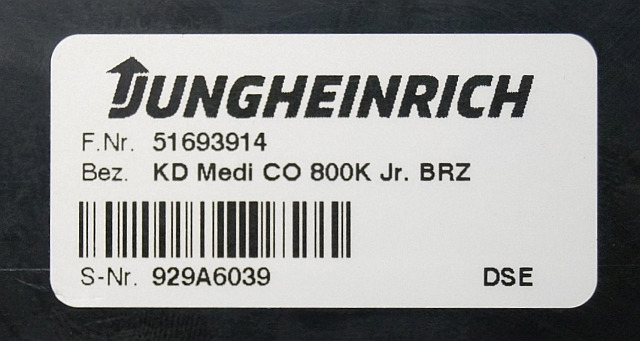 JUNGHEINRICH
F.Nr. 51693914
Bez. KD Medi CO 800K Jr. BRZ
S-Nr. 929A6039 DSE